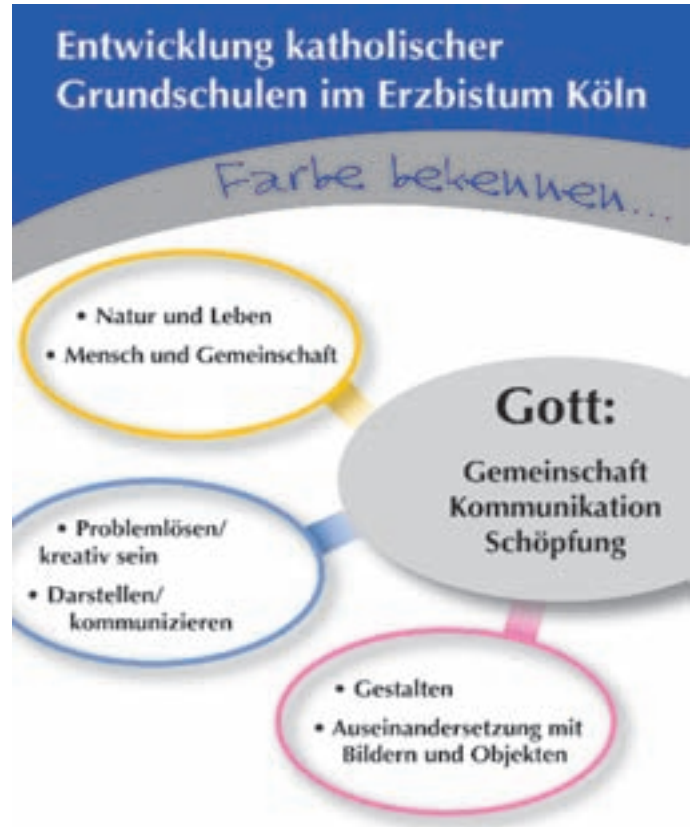 Entwicklung katholischer
Grundschulen im Erzbistum Köln
Farbe bekennen...
• Natur und Leben
• Mensch und Gemeinschaft
Gott:
Gemeinschaft
Kommunikation
Schöpfung
• Problemlösen/
kreativ sein
• Darstellen/
kommunizieren
• Gestalten
• Auseinandersetzung mit
Bildern und Objekten